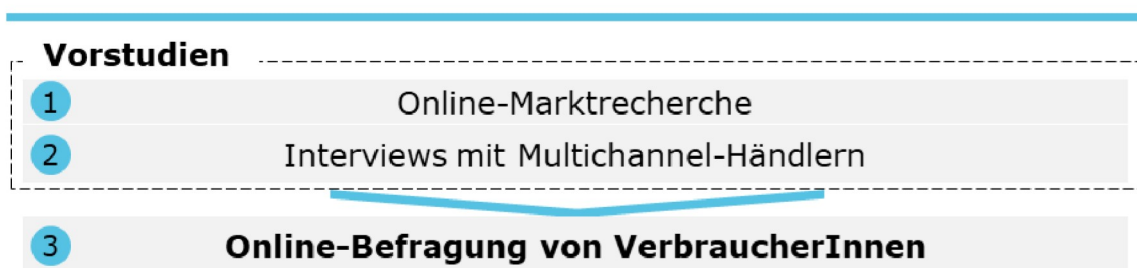 Vorstudien
1 Online-Marktrecherche
2 Interviews mit Multichannel-Händlern
3 Online-Befragung von VerbraucherInnen